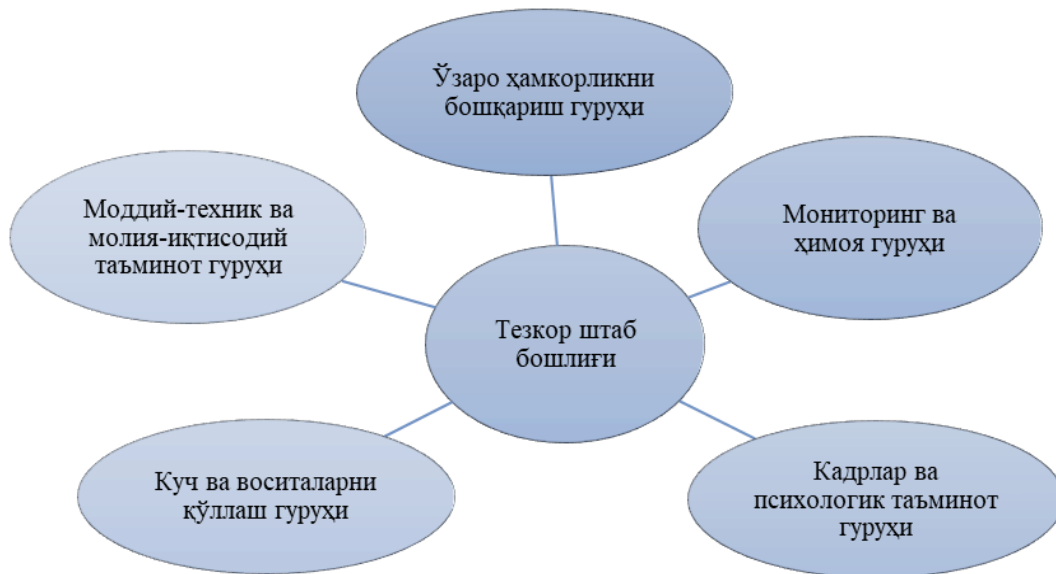 Ўзаро ҳамкорликни
бошқариш гуруҳи
Моддий-техник ва
молия-иқтисодий
таъминот гуруҳи
Мониторинг ва
ҳимоя гуруҳи
Тезкор штаб
бошлиғи
Куч ва воситаларни
қўллаш гуруҳи
Кадрлар ва
психологик таъминот
гуруҳи